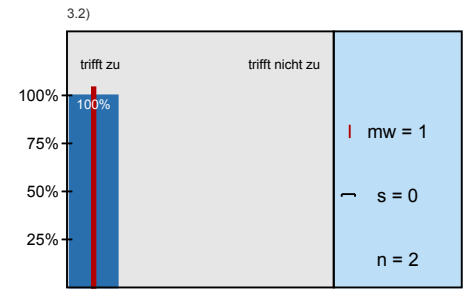 3.2)
trifft zu
trifft nicht zu
100%
100%
75%
50%
25%
mw = 1
s = 0
n = 2